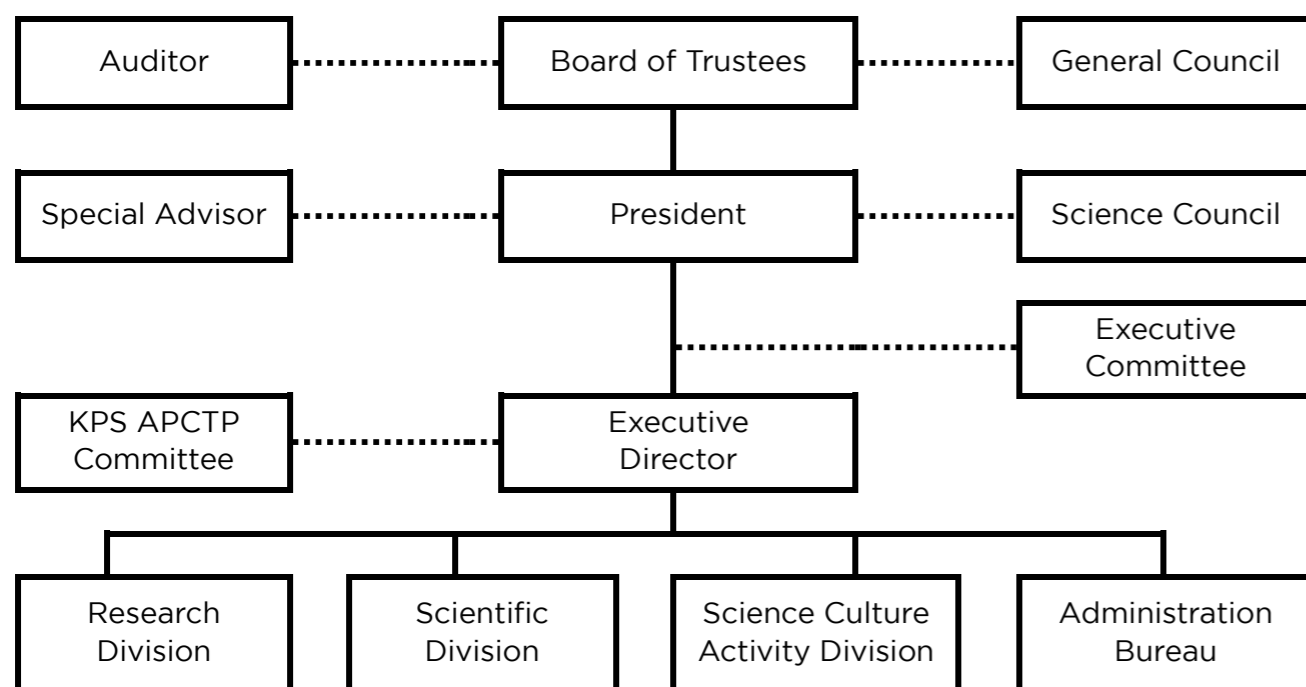 Auditor
Board of Trustees
General Council
Special Advisor
President
Science Council
Executive
Committee
KPS APCTP
Committee
Executive
Director
Research
Division
Scientific
Division
Science Culture
Activity Division
Administration
Bureau